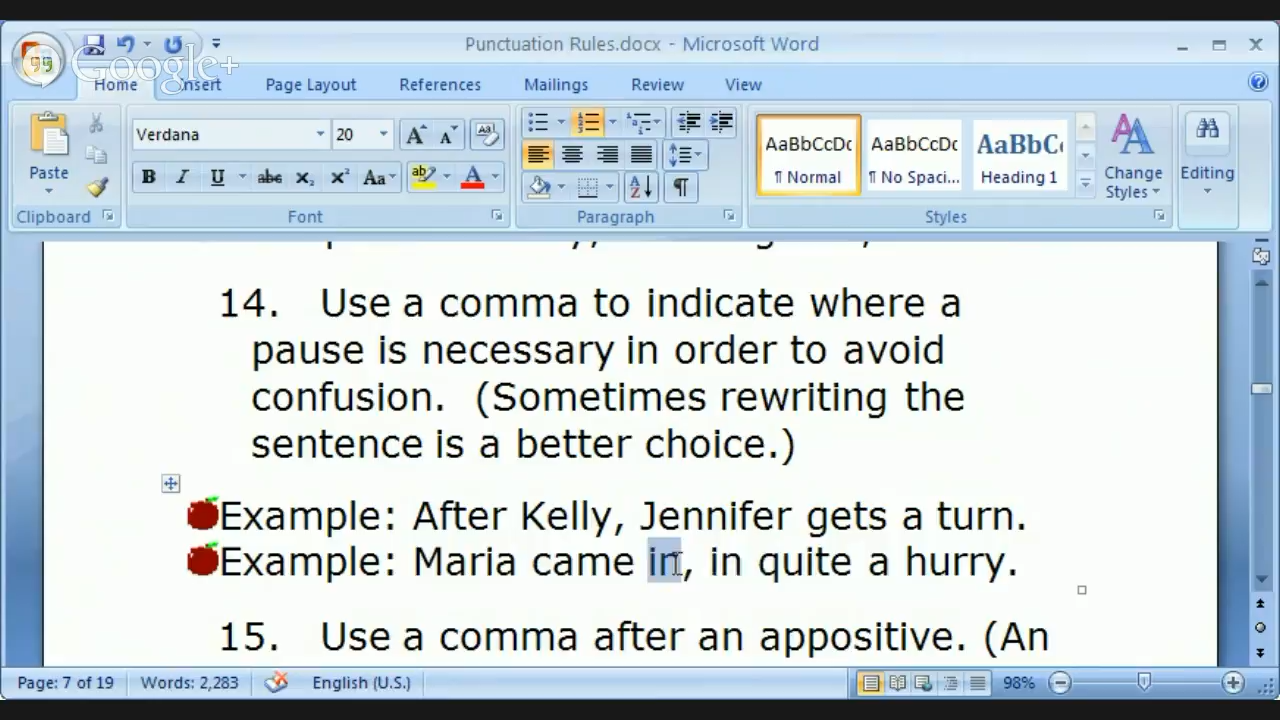 Punctuation Rules.docx - Microsoft Word
Google+
Home Insert Page Layout References Mailings Review View
Verdana 20
AaBbCcDc AaBbCcDc AaBbCc
Paste
¶ Normal ¶ No Spaci... Heading 1
Change
Styles
Editing
Clipboard Font Paragraph Styles
14. Use a comma to indicate where a
pause is necessary in order to avoid
confusion. (Sometimes rewriting the
sentence is a better choice.)
Example: After Kelly, Jennifer gets a turn.
Example: Maria came in, in quite a hurry.
15. Use a comma after an appositive. (An
Page: 7 of 19 Words: 2,283 English (U.S.) 98%